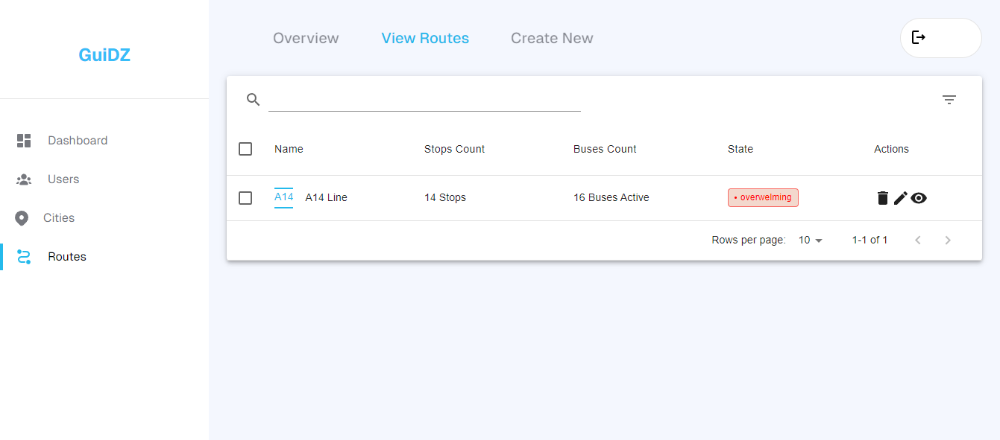 GuiDZ
Dashboard
Users
Cities
Routes
Overview View Routes Create New
Name Stops Count Buses Count State Actions
A14 A14 Line 14 Stops 16 Buses Active • overwelming
Rows per page: 10 1-1 of 1